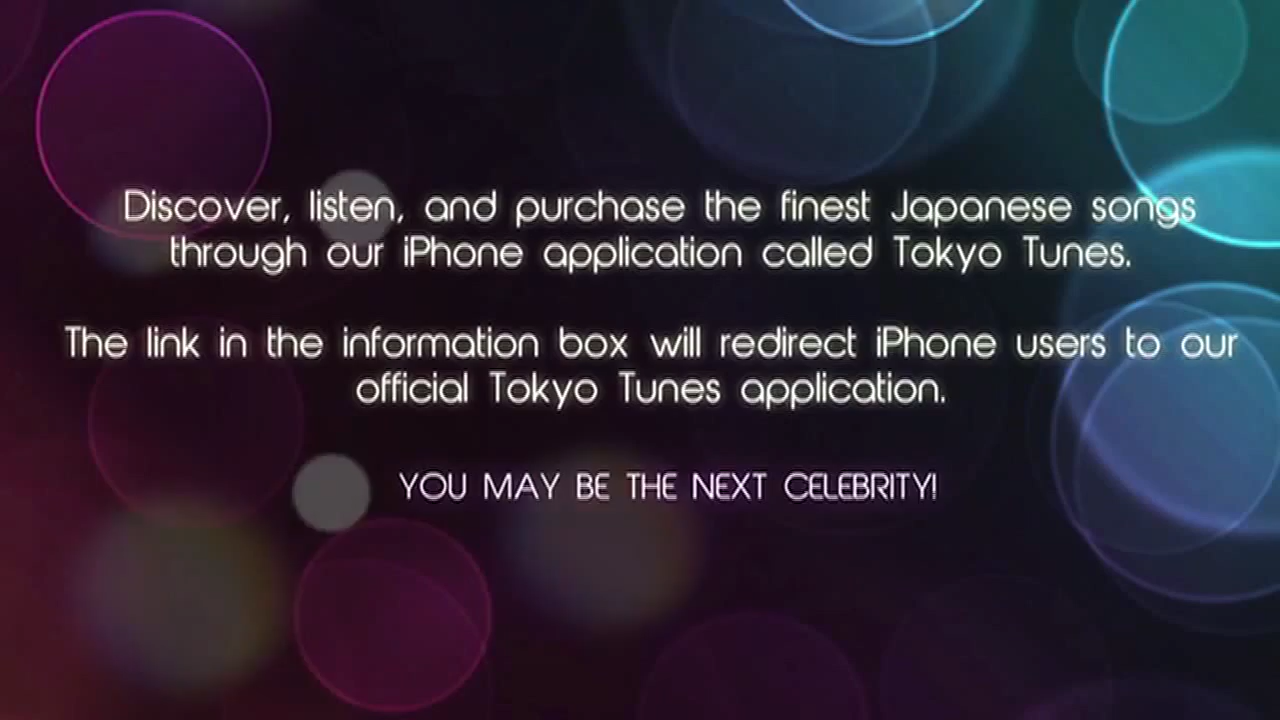 Discover, listen, and purchase the finest Japanese songs
through our iPhone application called Tokyo Tunes.
The link in the information box will redirect iPhone users to our
official Tokyo Tunes application.
YOU MAY BE THE NEXT CELEBRITY!